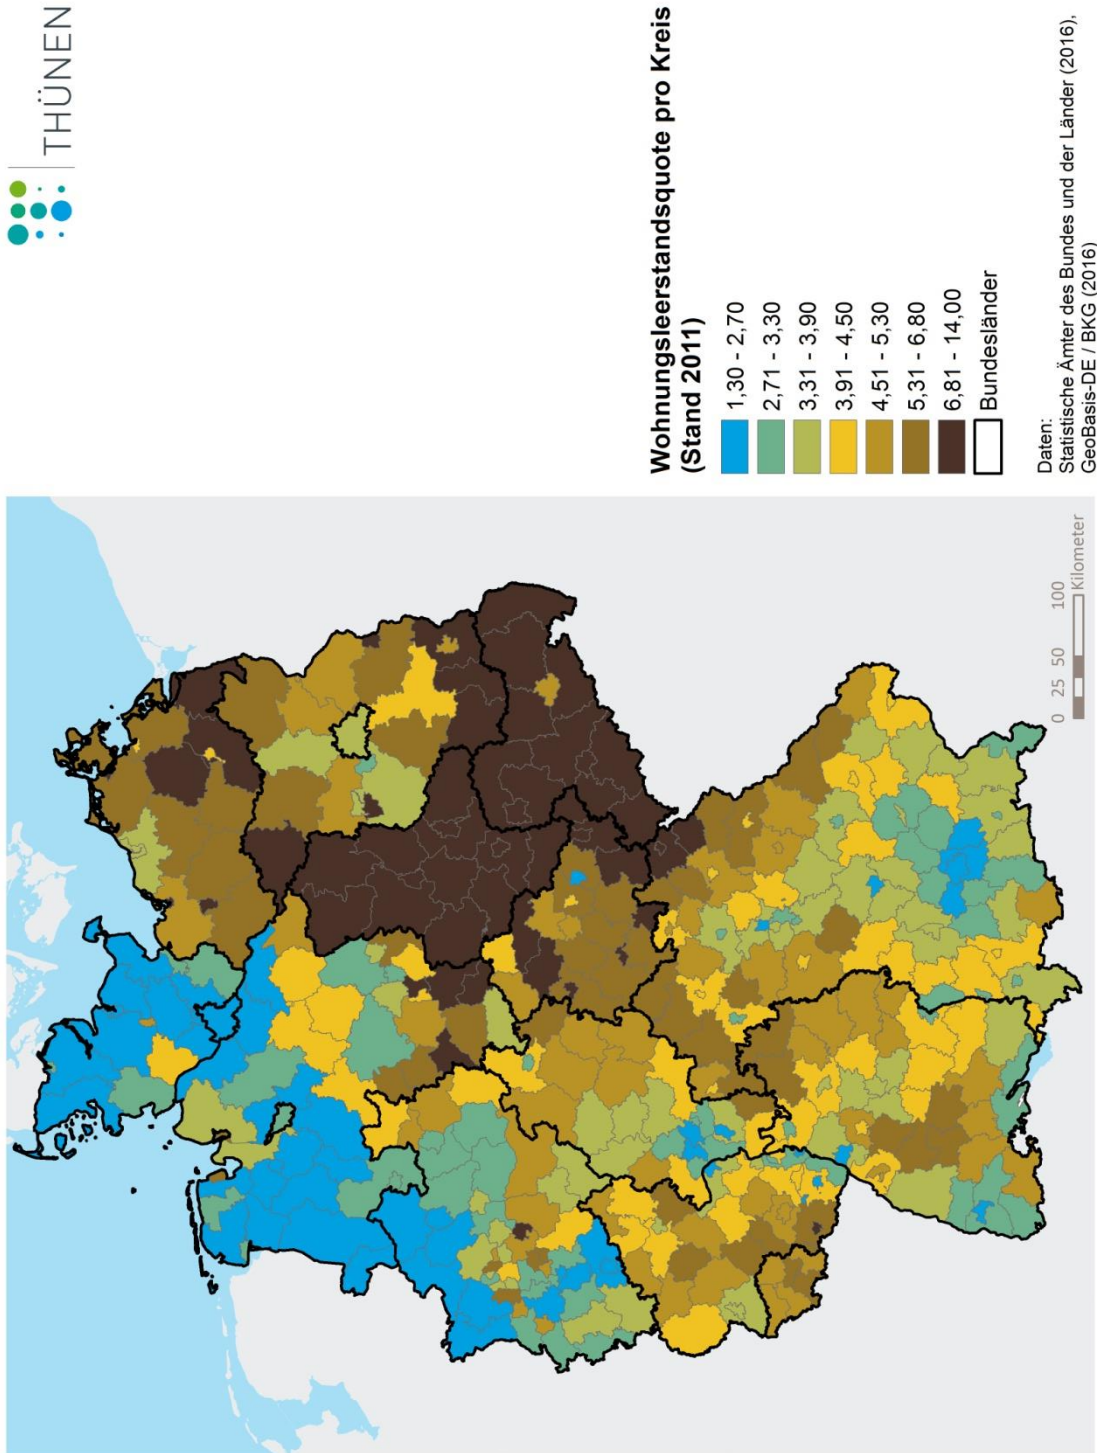 THÜNEN
Wohnungsleerstandsquote pro Kreis
(Stand 2011)
1,30 - 2,70
2,71 - 3,30
3,31 - 3,90
3,91 - 4,50
4,51 - 5,30
5,31 - 6,80
6,81 - 14,00
Bundesländer
Daten:
Statistische Ämter des Bundes und der Länder (2016),
GeoBasis-DE / BKG (2016)
0 25 50 100
Kilometer